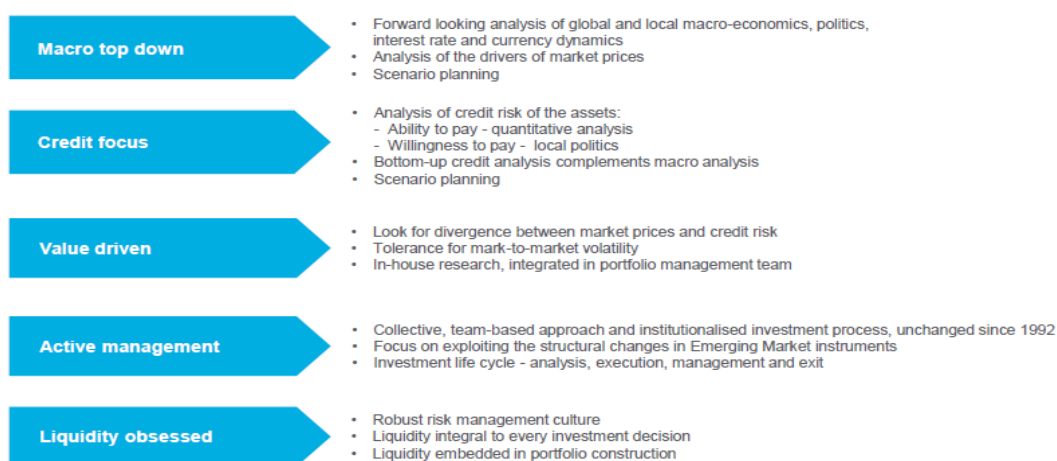 Macro top down
• Forward looking analysis of global and local macro-economics, politics,
interest rate and currency dynamics
• Analysis of the drivers of market prices
• Scenario planning
Credit focus
• Analysis of credit risk of the assets:
- Ability to pay - quantitative analysis
- Willingness to pay - local politics
• Bottom-up credit analysis complements macro analysis
• Scenario planning
Value driven
• Look for divergence between market prices and credit risk
• Tolerance for mark-to-market volatility
• In-house research, integrated in portfolio management team
Active management
• Collective, team-based approach and institutionalised investment process, unchanged since 1992
• Focus on exploiting the structural changes in Emerging Market instruments
• Investment life cycle - analysis, execution, management and exit
Liquidity obsessed
• Robust risk management culture
• Liquidity integral to every investment decision
• Liquidity embedded in portfolio construction